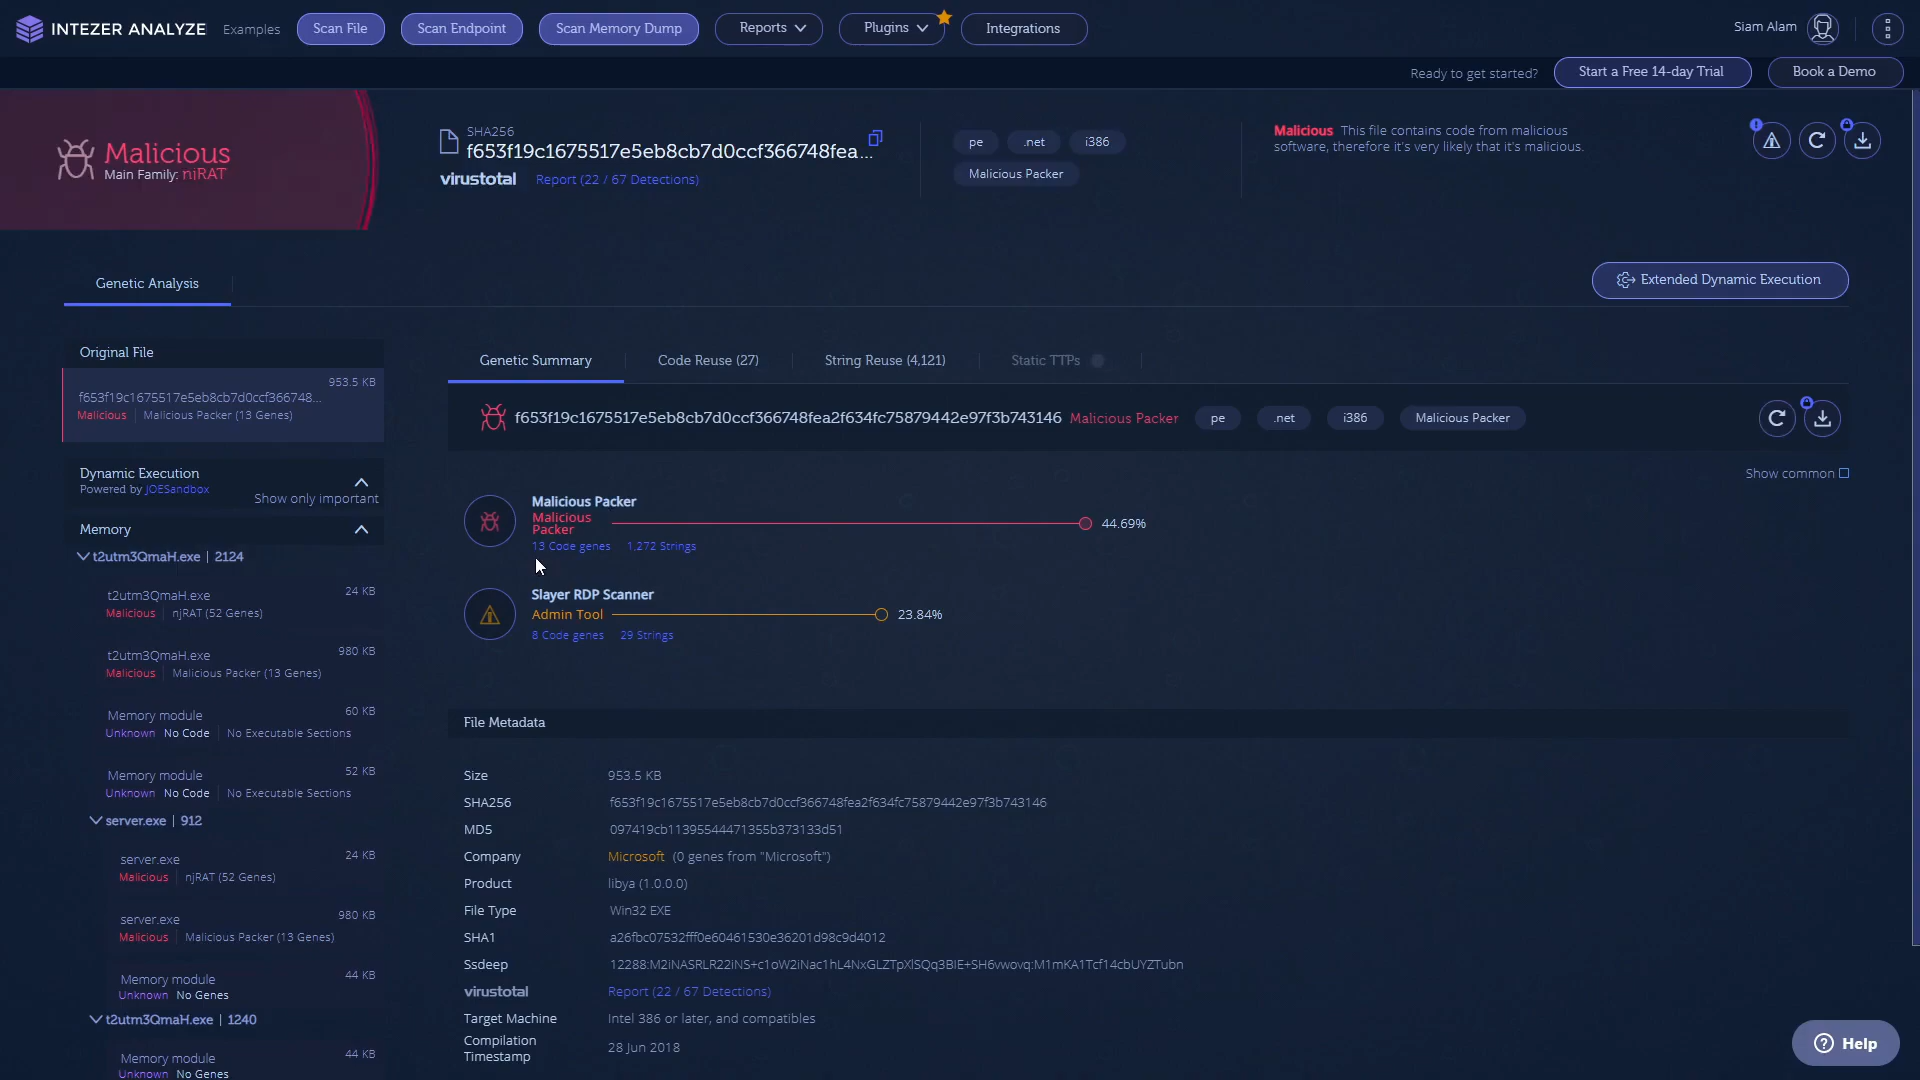 INTEZER ANALYZE Examples Scan File Scan Endpoint Scan Memory Dump Reports Plugins Integrations Siam Alam
Ready to get started? Start a Free 14-day Trial Book a Demo
Malicious
Main Family: njRAT
SHA256
f653f19c1675517e5eb8cb7d0ccf366748fea...
virustotal Report (22 / 67 Detections)
pe .net i386
Malicious Packer
Malicious This file contains code from malicious
software, therefore it's very likely that it's malicious.
Genetic Analysis
Extended Dynamic Execution
Original File
953.5 KB
f653f19c1675517e5eb8cb7d0ccf366748...
Malicious Malicious Packer (13 Genes)
Dynamic Execution
Powered by JOESandbox
Show only important
Memory
t2utm3QmaH.exe | 2124
t2utm3QmaH.exe 24 KB
Malicious njRAT (52 Genes)
t2utm3QmaH.exe 980 KB
Malicious Malicious Packer (13 Genes)
Memory module 60 KB
Unknown No Code No Executable Sections
Memory module 52 KB
Unknown No Code No Executable Sections
server.exe | 912
server.exe 24 KB
Malicious njRAT (52 Genes)
server.exe 980 KB
Malicious Malicious Packer (13 Genes)
Memory module 44 KB
Unknown No Genes
t2utm3QmaH.exe | 1240
Memory module 44 KB
Unknown No Genes
Genetic Summary Code Reuse (27) String Reuse (4,121) Static TTPs
f653f19c1675517e5eb8cb7d0ccf366748fea2f634fc75879442e97f3b743146 Malicious Packer pe .net i386 Malicious Packer
Show common
Malicious Packer
Malicious
Packer
44.69%
13 Code genes 1,272 Strings
Slayer RDP Scanner
Admin Tool 23.84%
8 Code genes 29 Strings
File Metadata
Size 953.5 KB
SHA256 f653f19c1675517e5eb8cb7d0ccf366748fea2f634fc75879442e97f3b743146
MD5 097419cb11395544471355b373133d51
Company Microsoft (0 genes from "Microsoft")
Product libya (1.0.0.0)
File Type Win32 EXE
SHA1 a26fbc07532fff0e60461530e36201d98c9d4012
Ssdeep 12288:M2iNASRLR22iNS+c1oW2iNac1hL4NxGLZTpXlSQq3BIE+SH6vwovq:M1mKA1Tcf14cbUYZTubn
virustotal Report (22 / 67 Detections)
Target Machine Intel 386 or later, and compatibles
Compilation
Timestamp
28 Jun 2018
Help